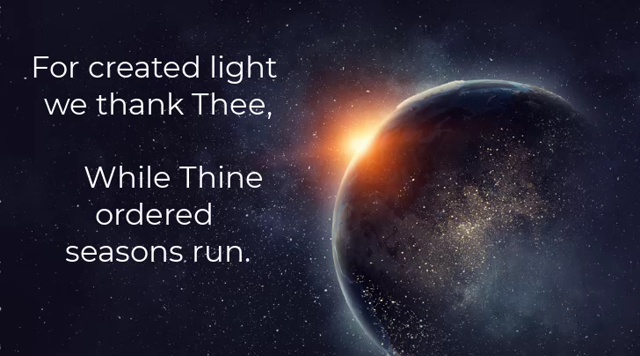 For created light
we thank Thee,
While Thine
ordered
seasons run.